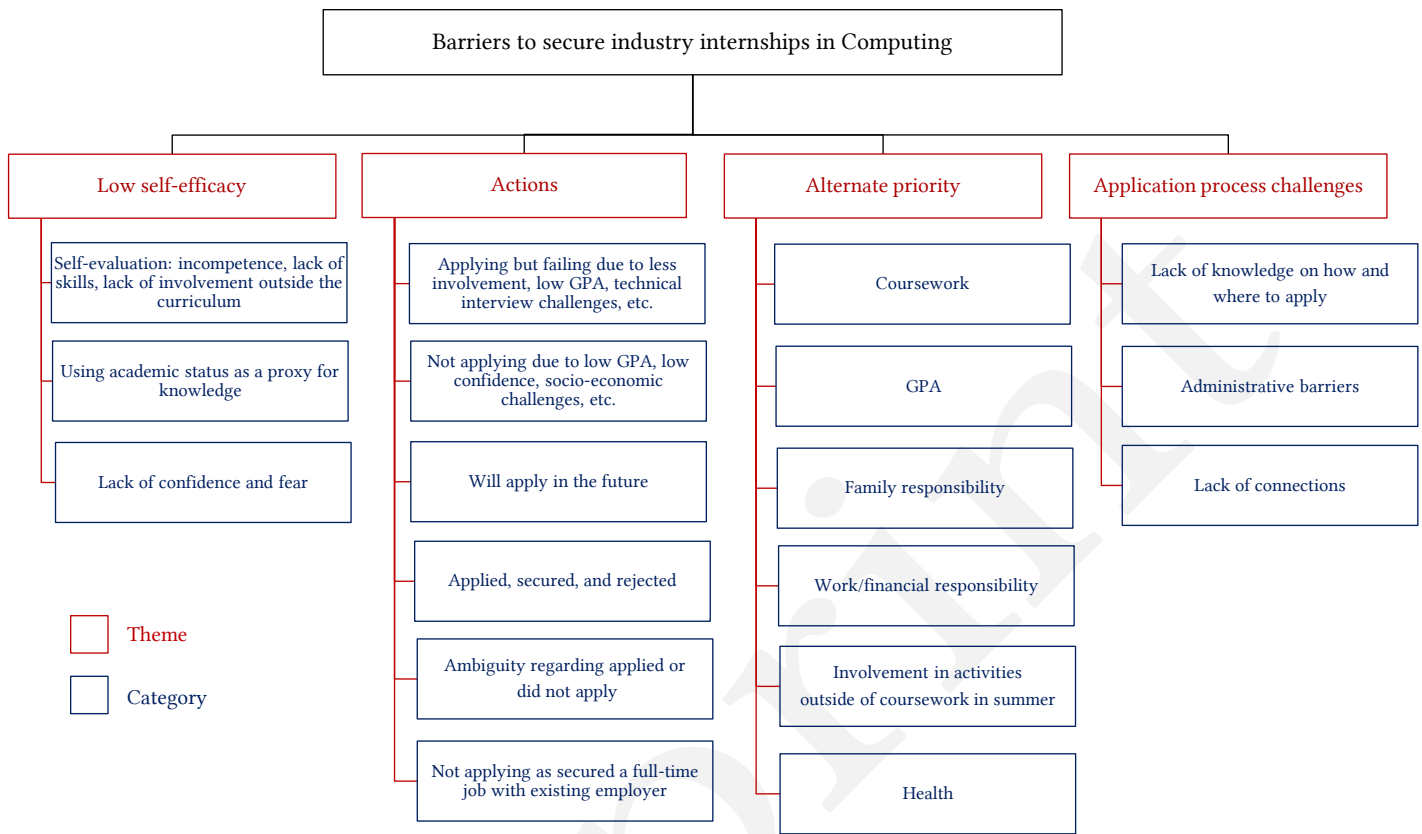 Barriers to secure industry internships in Computing
Low self-efficacy
Self-evaluation: incompetence, lack of
skills, lack of involvement outside the
curriculum
Using academic status as a proxy for
knowledge
Lack of confidence and fear
Actions
Applying but failing due to less
involvement, low GPA, technical
interview challenges, etc.
Not applying due to low GPA, low
confidence, socio-economic
challenges, etc.
Will apply in the future
Applied, secured, and rejected
Ambiguity regarding applied or
did not apply
Not applying as secured a full-time
job with existing employer
Alternate priority
Coursework
GPA
Family responsibility
Work/financial responsibility
Involvement in activities
outside of coursework in summer
Health
Application process challenges
Lack of knowledge on how and
where to apply
Administrative barriers
Lack of connections
Theme
Category
print